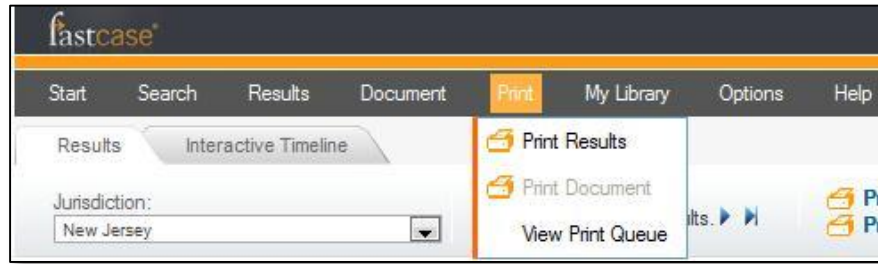 fastcase
Start Search Results Document Print My Library Options Help
Results Interactive Timeline
Print Results
Print Document
View Print Queue
Jurisdiction:
New Jersey